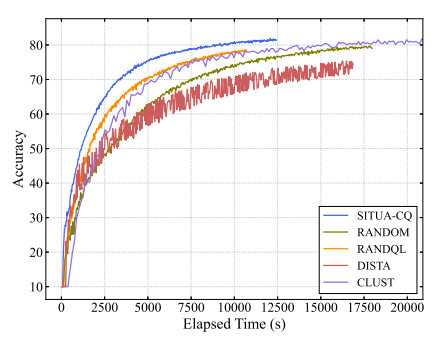 80
70
60
50
40
30
20
10
Accuracy
SITUA-CQ
RANDOM
RANDQL
DISTA
CLUST
0 2500 5000 7500 10000 12500 15000 17500 20000
Elapsed Time (s)